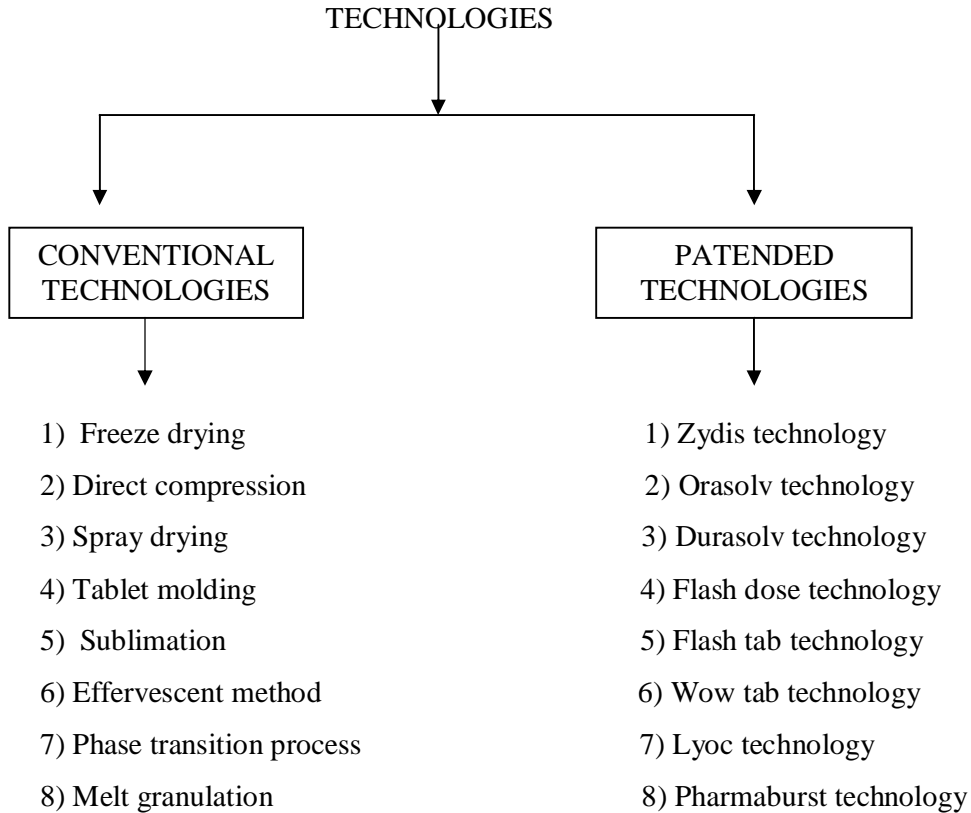 TECHNOLOGIES
CONVENTIONAL
TECHNOLOGIES
1) Freeze drying
2) Direct compression
3) Spray drying
4) Tablet molding
5) Sublimation
6) Effervescent method
7) Phase transition process
8) Melt granulation
PATENDED
TECHNOLOGIES
1) Zydis technology
2) Orasolv technology
3) Durasolv technology
4) Flash dose technology
5) Flash tab technology
6) Wow tab technology
7) Lyoc technology
8) Pharmaburst technology